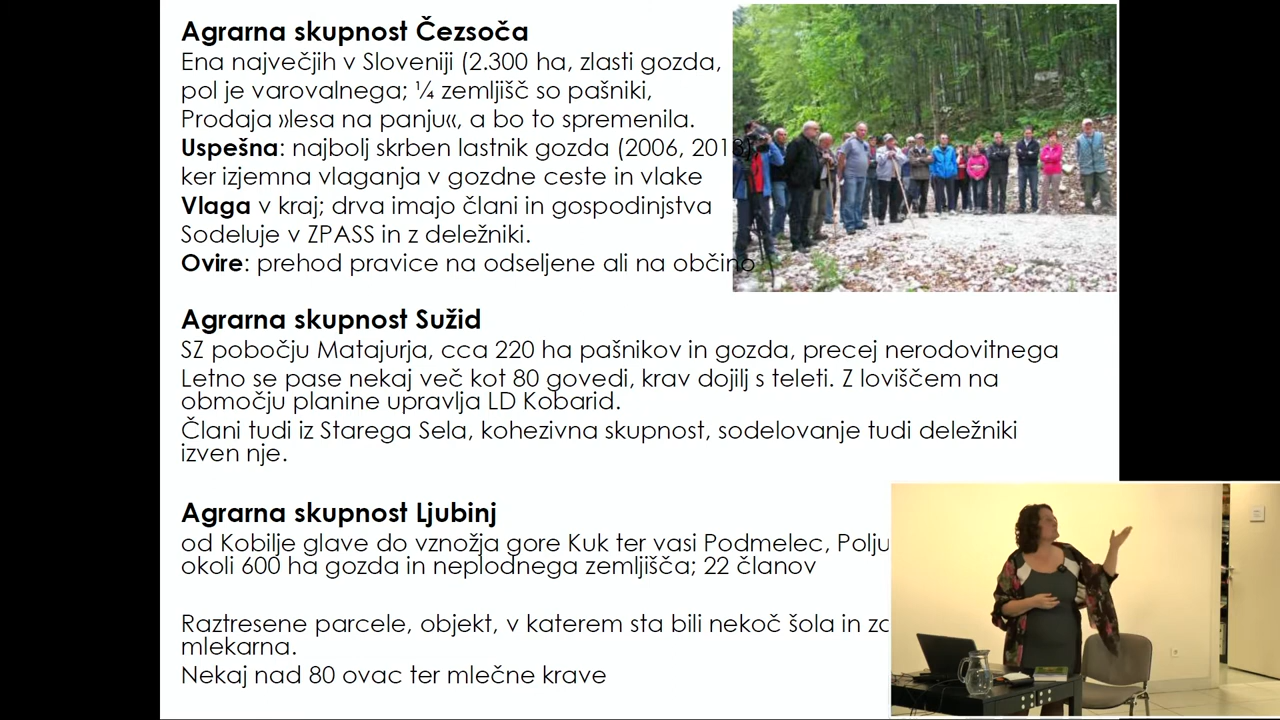 Agrarna skupnost Čezsoča
Ena največjih v Sloveniji (2.300 ha, zlasti gozda,
pol je varovalnega; ¼ zemljišč so pašniki,
Prodaja »lesa na panju«, a bo to spremenila.
Uspešna: najbolj skrben lastnik gozda (2006,
ker izjemna vlaganja v gozdne ceste in vlake
Vlaga v kraj; drva imajo člani in gospodinjstva
Sodeluje v ZPASS in z deležniki.
Ovire: prehod pravice na odseljene ali na občino
Agrarna skupnost Sužid
SZ pobočju Matajurja, cca 220 ha pašnikov in gozda, precej nerodovitnega
Letno se pase nekaj več kot 80 govedi, krav dojilj s teleti. Z loviščem na
območju planine upravlja LD Kobarid.
Člani tudi iz Starega Sela, kohezivna skupnost, sodelovanje tudi deležniki
izven nje.
Agrarna skupnost Ljubinj
od Kobilje glave do vznožja gore Kuk ter vasi Podmelec,
okoli 600 ha gozda in neplodnega zemljišča; 22 članov
Raztresene parcele, objekt, v katerem sta bili nekoč šola in
mlekarna.
Nekaj nad 80 ovac ter mlečne krave